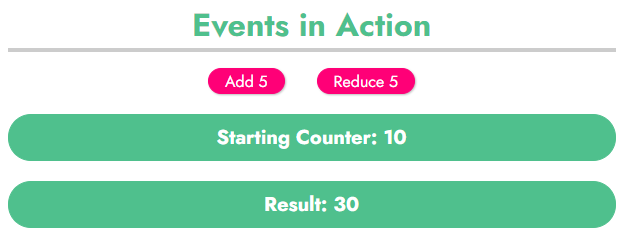 Events in Action
Add 5 Reduce 5
Starting Counter: 10
Result: 30